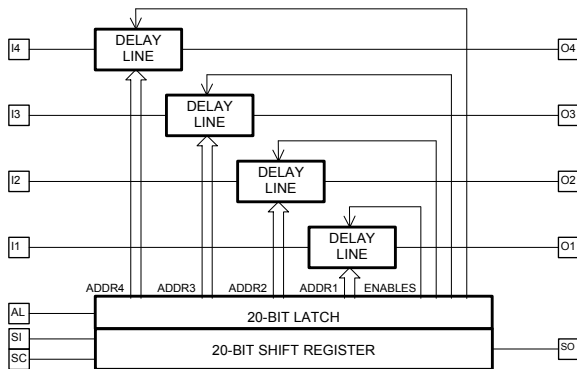 I4
DELAY
LINE
O4
I3
DELAY
LINE
O3
I2
DELAY
LINE
O2
I1
DELAY
LINE
O1
ADDR4 ADDR3 ADDR2 ADDR1 ENABLES
AL
20-BIT LATCH
SI
20-BIT SHIFT REGISTER
SO
SC